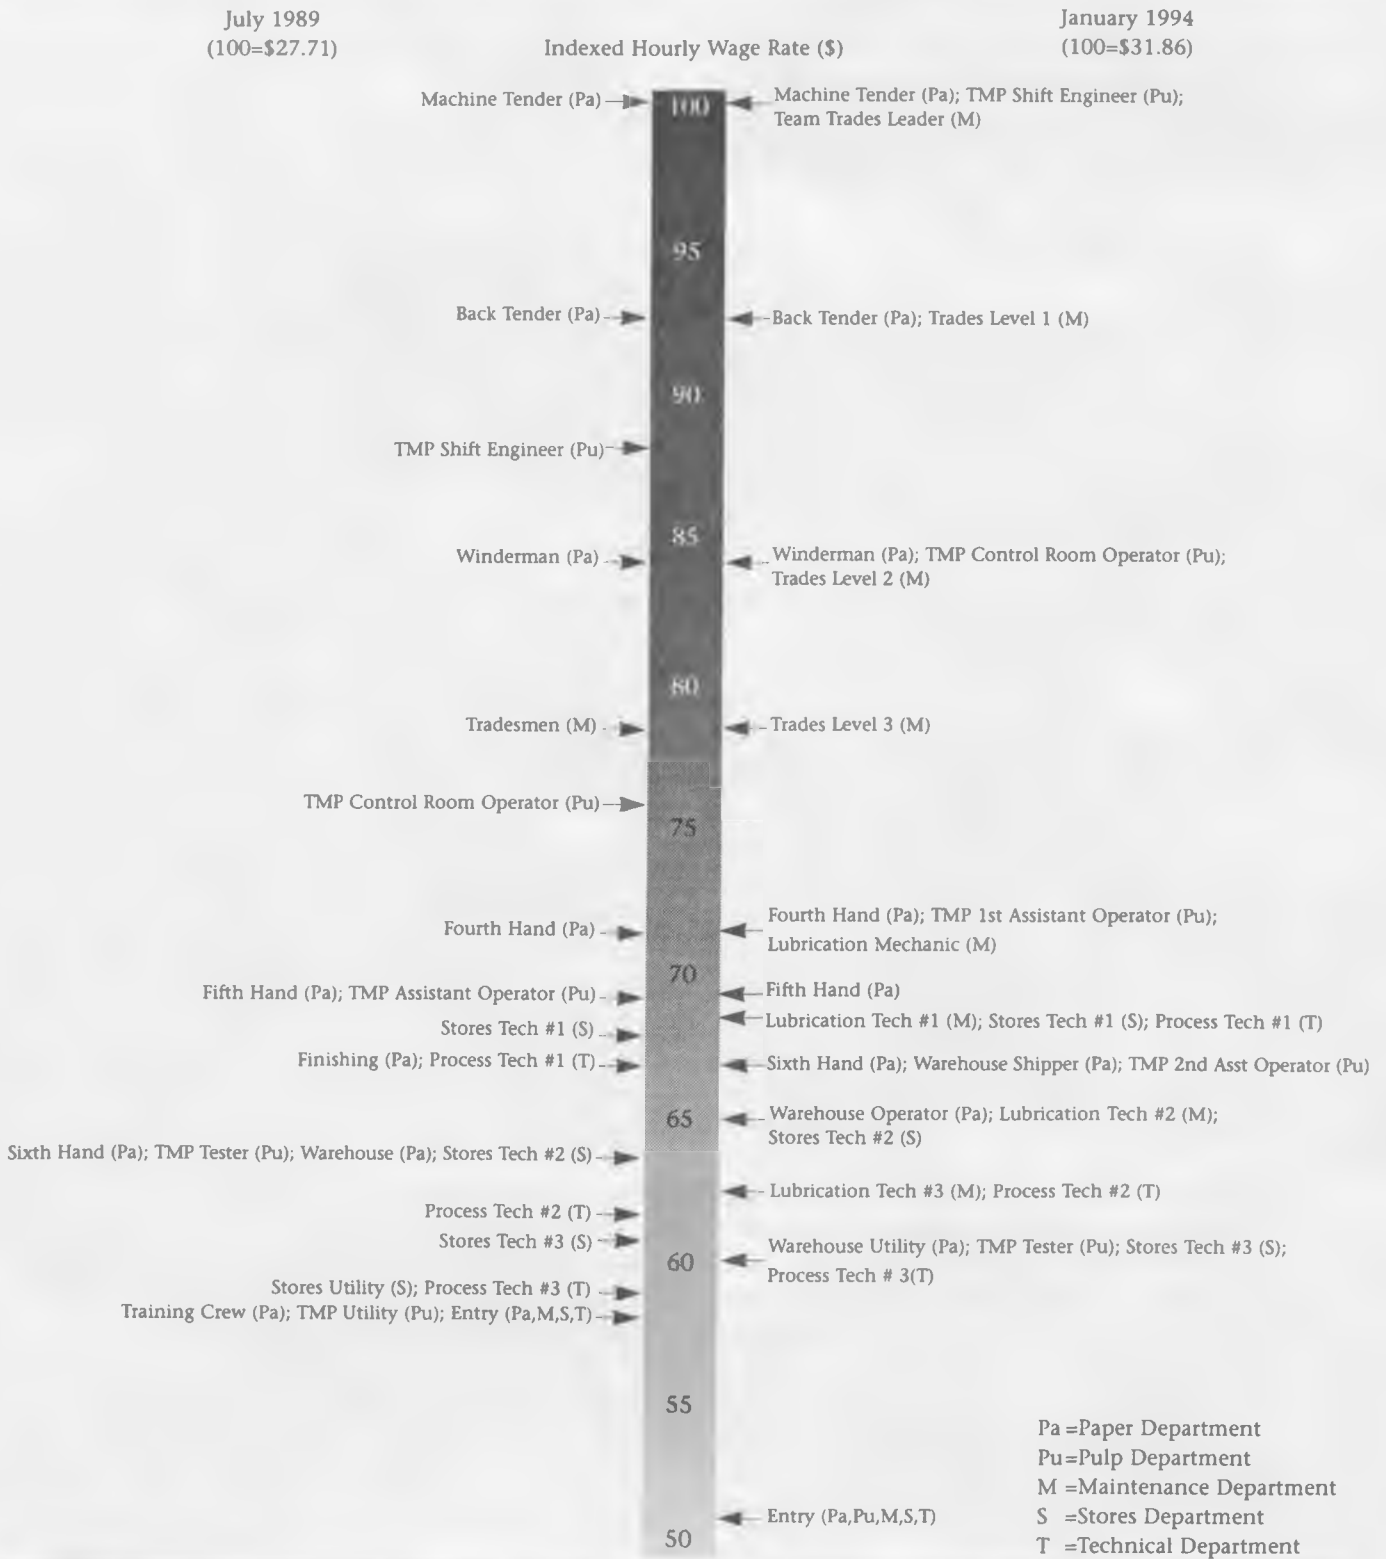 July 1989
(100=$27.71)
Indexed Hourly Wage Rate ($)
January 1994
(100=$31.86)
Machine Tender (Pa)
100
Machine Tender (Pa); TMP Shift Engineer (Pu);
Team Trades Leader (M)
95
Back Tender (Pa)
Back Tender (Pa); Trades Level 1 (M)
90
TMP Shift Engineer (Pu)
85
Winderman (Pa)
Winderman (Pa); TMP Control Room Operator (Pu);
Trades Level 2 (M)
80
Tradesmen (M)
Trades Level 3 (M)
TMP Control Room Operator (Pu)
75
Fourth Hand (Pa)
Fourth Hand (Pa); TMP 1st Assistant Operator (Pu);
Lubrication Mechanic (M)
70
Fifth Hand (Pa); TMP Assistant Operator (Pu)
Fifth Hand (Pa)
Stores Tech #1 (S)
Lubrication Tech #1 (M); Stores Tech #1 (S); Process Tech #1 (T)
Finishing (Pa); Process Tech #1 (T)
Sixth Hand (Pa); Warehouse Shipper (Pa); TMP 2nd Asst Operator (Pu)
65
Warehouse Operator (Pa); Lubrication Tech #2 (M);
Stores Tech #2 (S)
Sixth Hand (Pa); TMP Tester (Pu); Warehouse (Pa); Stores Tech #2 (S)
Lubrication Tech #3 (M); Process Tech #2 (T)
Process Tech #2 (T)
Stores Tech #3 (S)
60
Warehouse Utility (Pa); TMP Tester (Pu); Stores Tech #3 (S);
Process Tech # 3(T)
Stores Utility (S); Process Tech #3 (T)
Training Crew (Pa); TMP Utility (Pu); Entry (Pa,M,S,T)
55
Entry (Pa,Pu,M,S,T)
50
Pa =Paper Department
Pu=Pulp Department
M =Maintenance Department
S =Stores Department
T =Technical Department